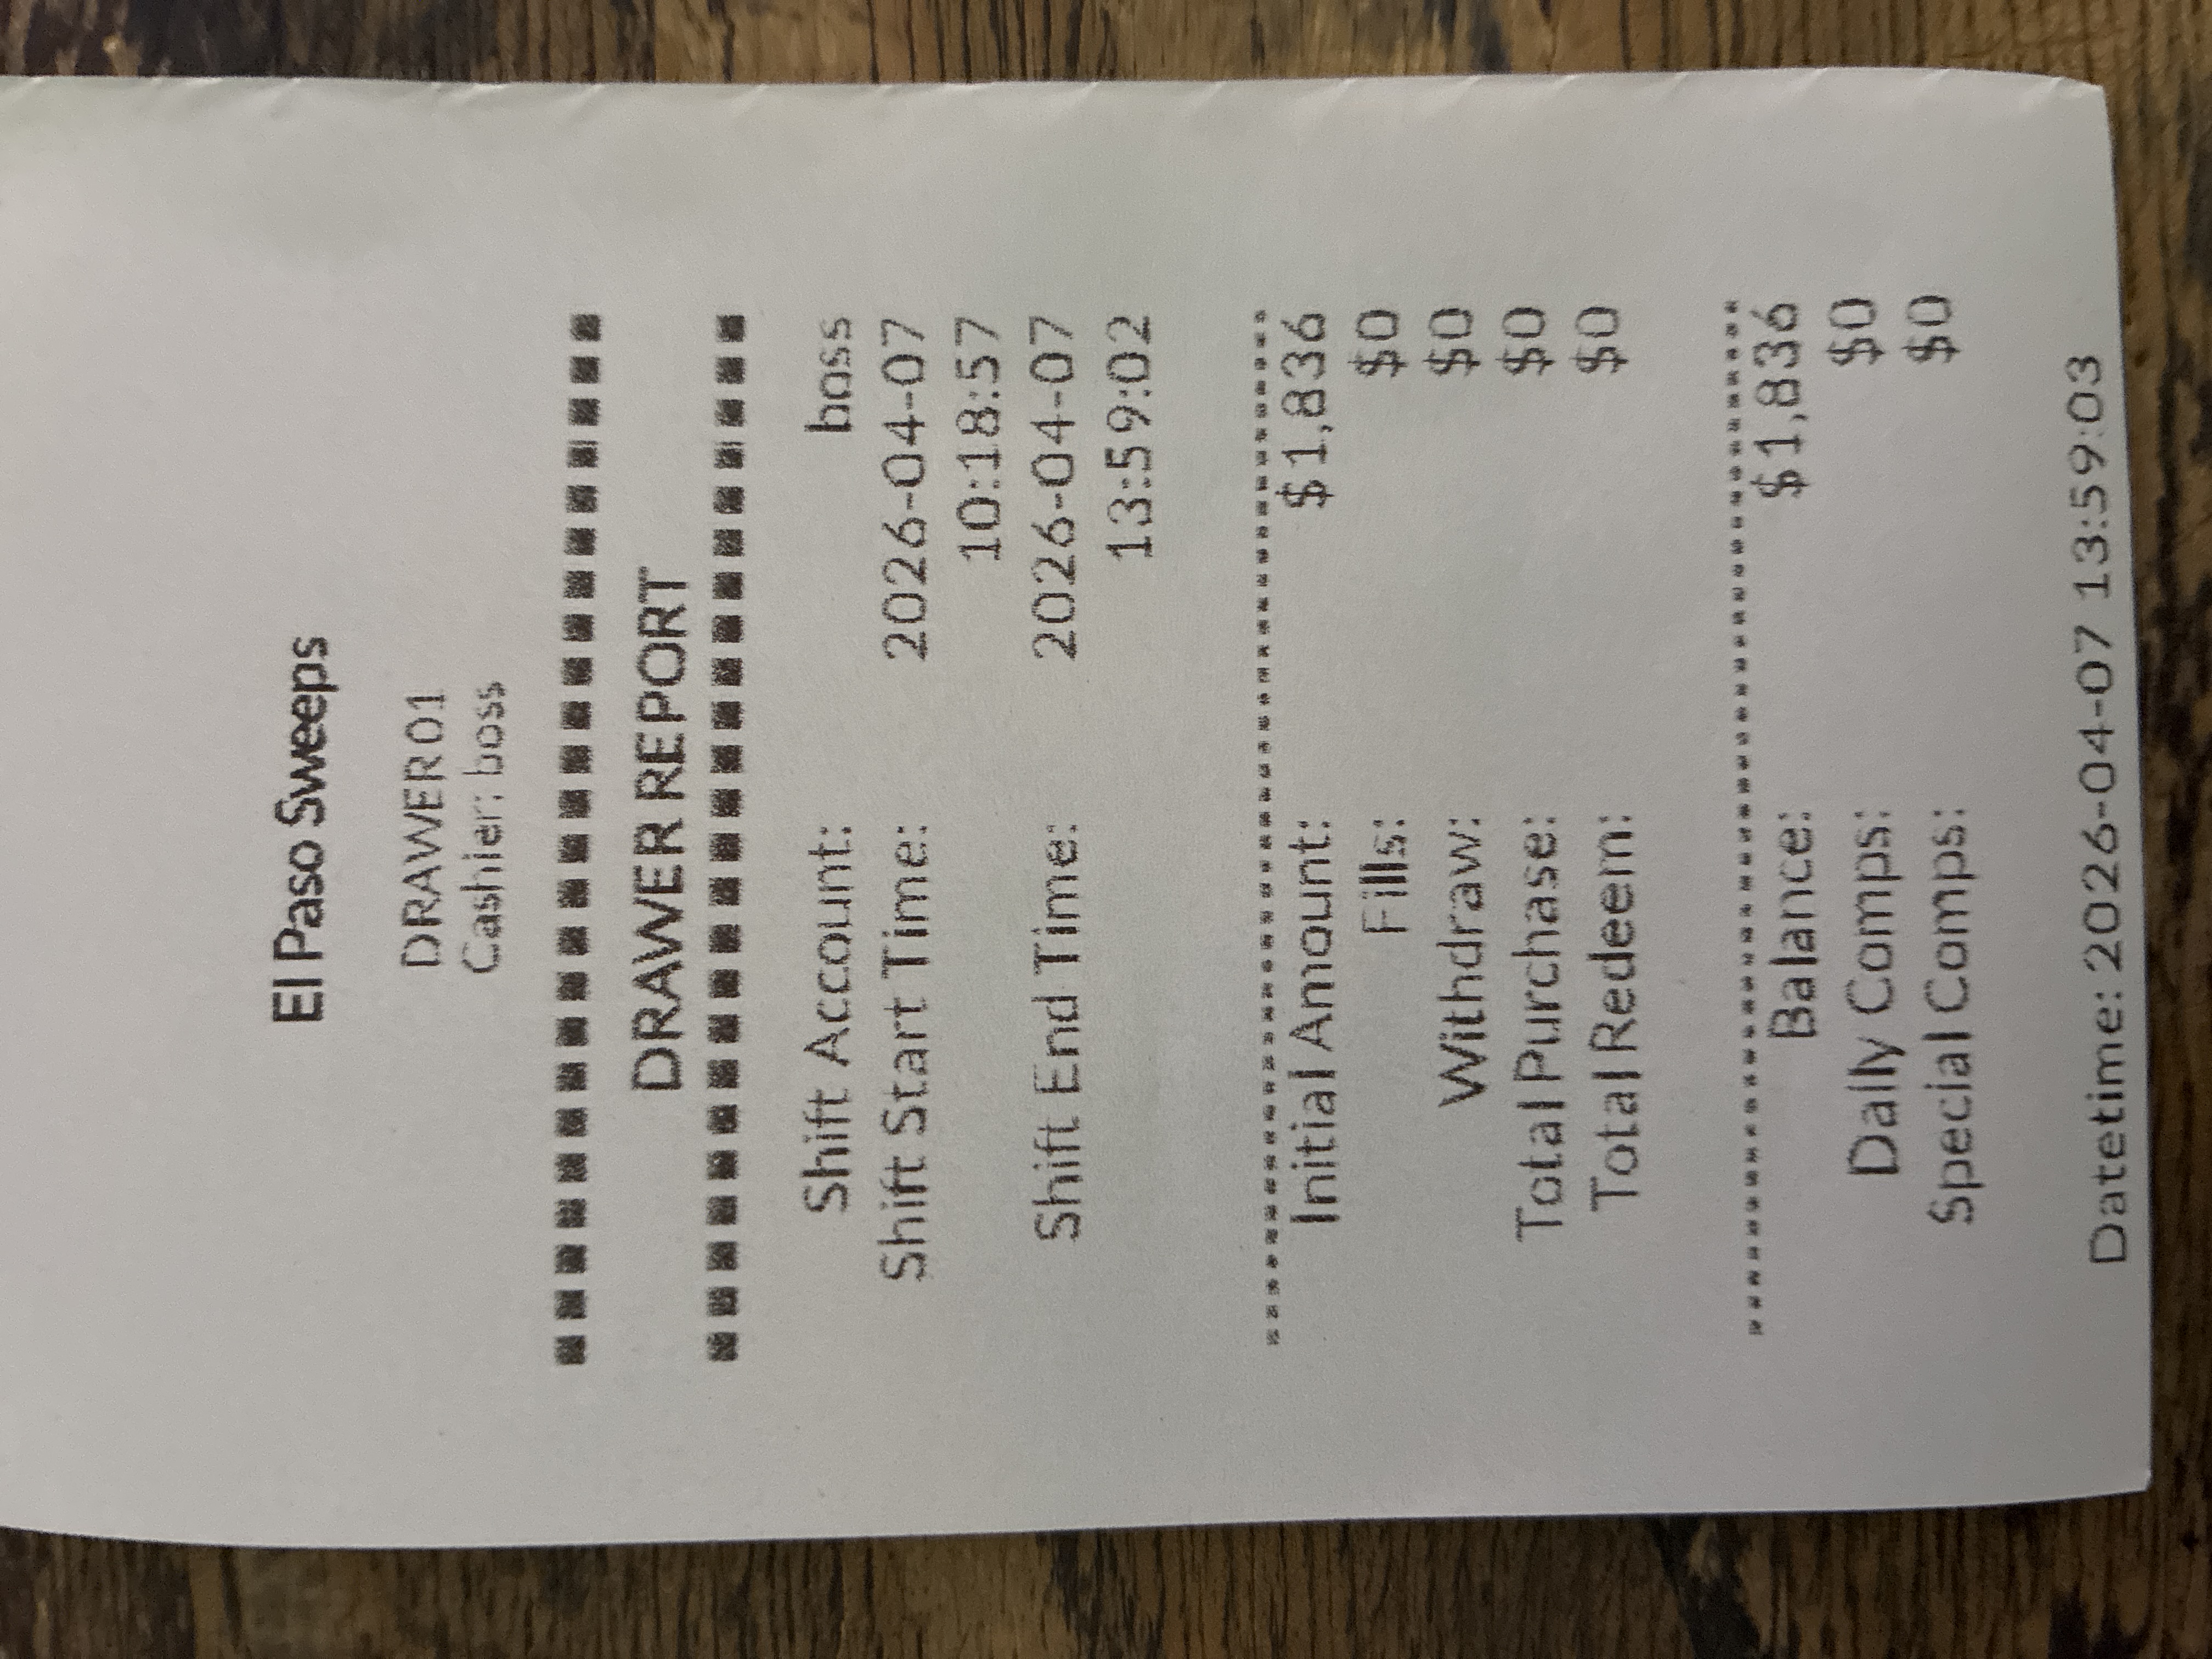 El Paso Sweeps
DRAWER01
Cashier: boss
DRAWER REPORT
Shift Account: boss
Shift Start Time: 2026-04-07
10:18:57
Shift End Time: 2026-04-07
13:59:02
Initial Amount: $1,836
Fills: $0
Withdraw: $0
Total Purchase: $0
Total Redeem: $0
Balance: $1,836
Daily Comps: $0
Special Comps: $0
Datetime: 2026-04-07 13:59:03